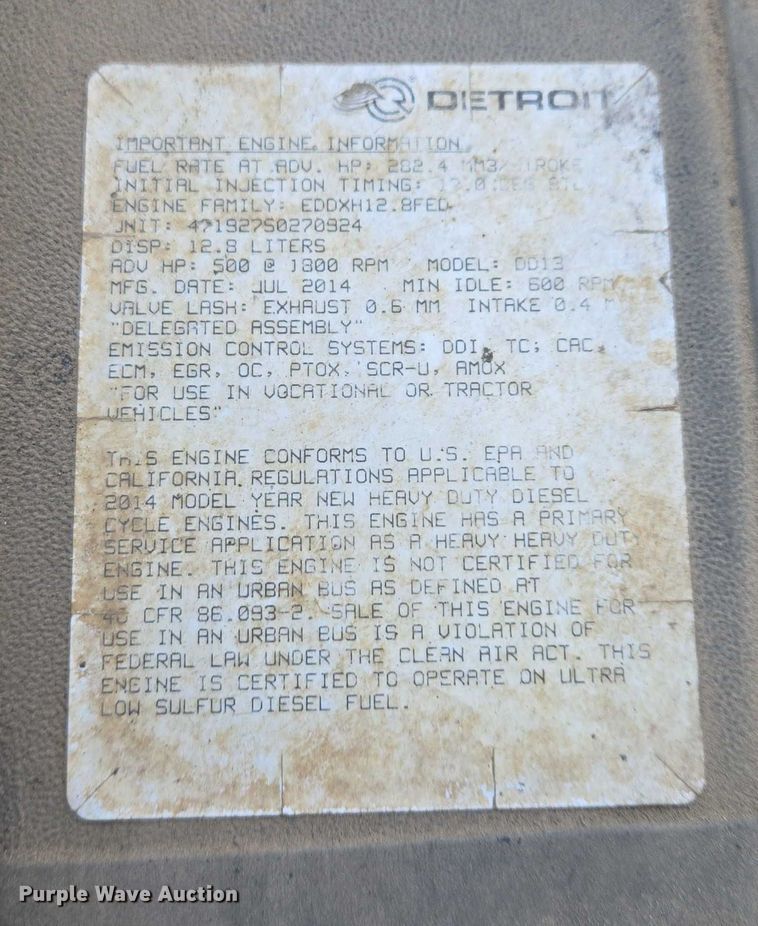 DETROIT
IMPORTANT ENGINE INFORMATION
FUEL RATE AT ADV. HP: 282.4 MM3/STROKE
INITIAL INJECTION TIMING:
ENGINE FAMILY: EDDXH12.8FED
UNIT: 471927S0270924
DISP: 12.8 LITERS
ADV HP: 500 @ 1800 RPM MODEL: DD13
MFG. DATE: JUL 2014 MIN IDLE: 600 RPM
VALVE LASH: EXHAUST 0.6 MM INTAKE 0.4 M
"DELEGATED ASSEMBLY"
EMISSION CONTROL SYSTEMS: DDI, TC, CAC,
ECM, EGR, OC, PTOX, SCR-U, AMOX
"FOR USE IN VOCATIONAL OR TRACTOR
VEHICLES"
THIS ENGINE CONFORMS TO U.S. EPA AND
CALIFORNIA REGULATIONS APPLICABLE TO
2014 MODEL YEAR NEW HEAVY DUTY DIESEL
CYCLE ENGINES. THIS ENGINE HAS A PRIMARY
SERVICE APPLICATION AS A HEAVY HEAVY DUTY
ENGINE. THIS ENGINE IS NOT CERTIFIED FOR
USE IN AN URBAN BUS AS DEFINED AT
40 CFR 86.093-2. SALE OF THIS ENGINE FOR
USE IN AN URBAN BUS IS A VIOLATION OF
FEDERAL LAW UNDER THE CLEAN AIR ACT. THIS
ENGINE IS CERTIFIED TO OPERATE ON ULTRA
LOW SULFUR DIESEL FUEL.
Purple Wave Auction